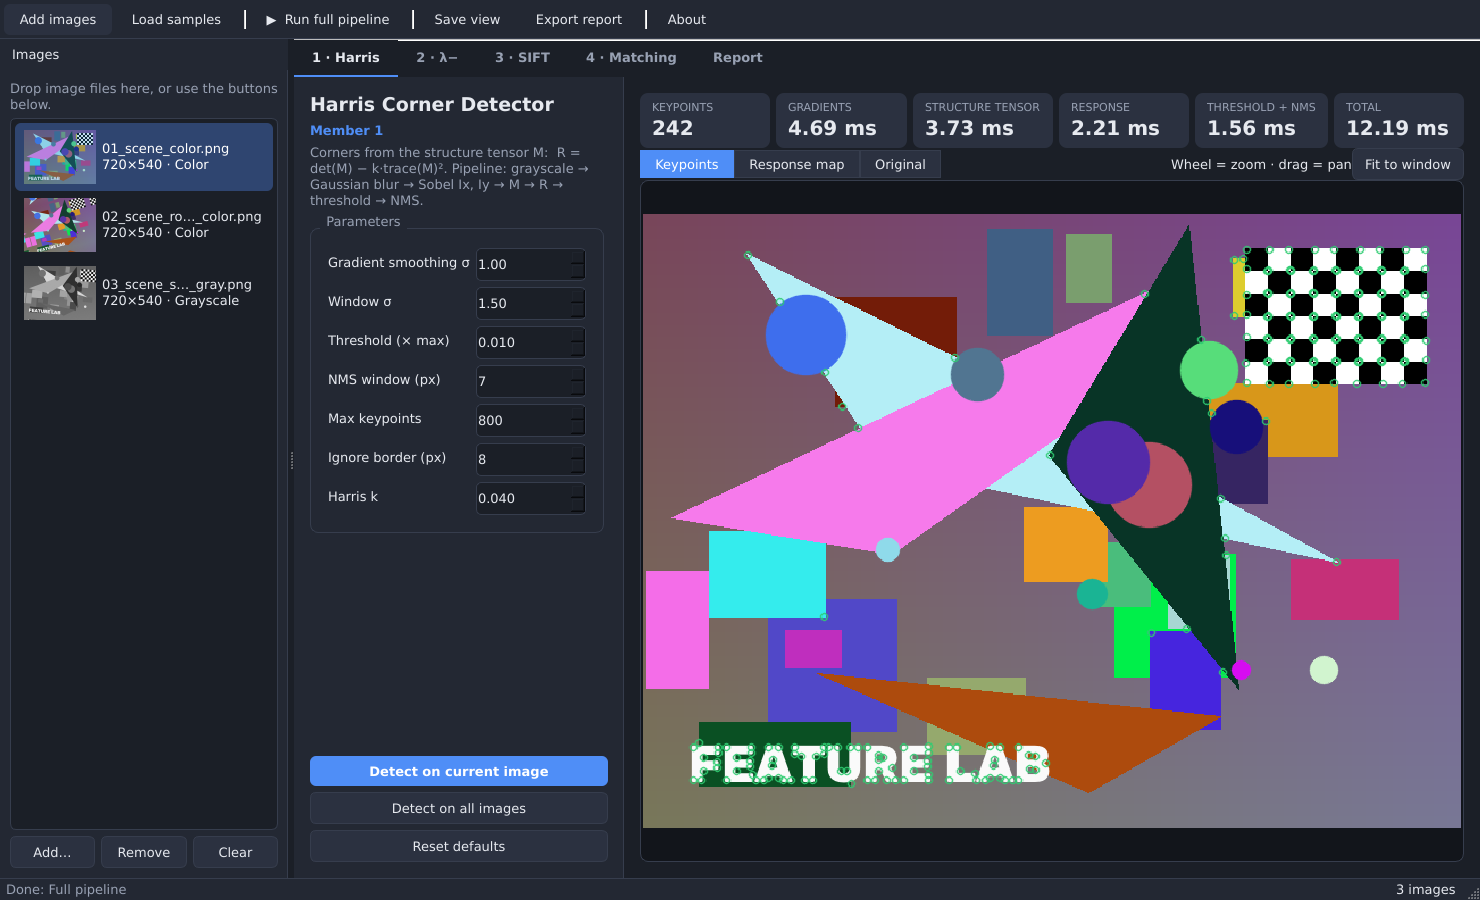 Add images
Load samples
▶ Run full pipeline
Save view
Export report
About
Images
Drop image files here, or use the buttons
below.
01_scene_color.png
720×540 · Color
02_scene_ro..._color.png
720×540 · Color
03_scene_s..._gray.png
720×540 · Grayscale
Add...
Remove
Clear
1 · Harris
2 · λ−
3 · SIFT
4 · Matching
Report
Harris Corner Detector
Member 1
Corners from the structure tensor M:  R =
det(M) − k·trace(M)². Pipeline: grayscale →
Gaussian blur → Sobel Ix, Iy → M → R →
threshold → NMS.
Parameters
Gradient smoothing σ 1.00
Window σ 1.50
Threshold (× max) 0.010
NMS window (px) 7
Max keypoints 800
Ignore border (px) 8
Harris k 0.040
Detect on current image
Detect on all images
Reset defaults
KEYPOINTS
242
GRADIENTS
4.69 ms
STRUCTURE TENSOR
3.73 ms
RESPONSE
2.21 ms
THRESHOLD + NMS
1.56 ms
TOTAL
12.19 ms
Keypoints
Response map
Original
Wheel = zoom · drag = pan
Fit to window
FEATURE LAB
Done: Full pipeline
3 images